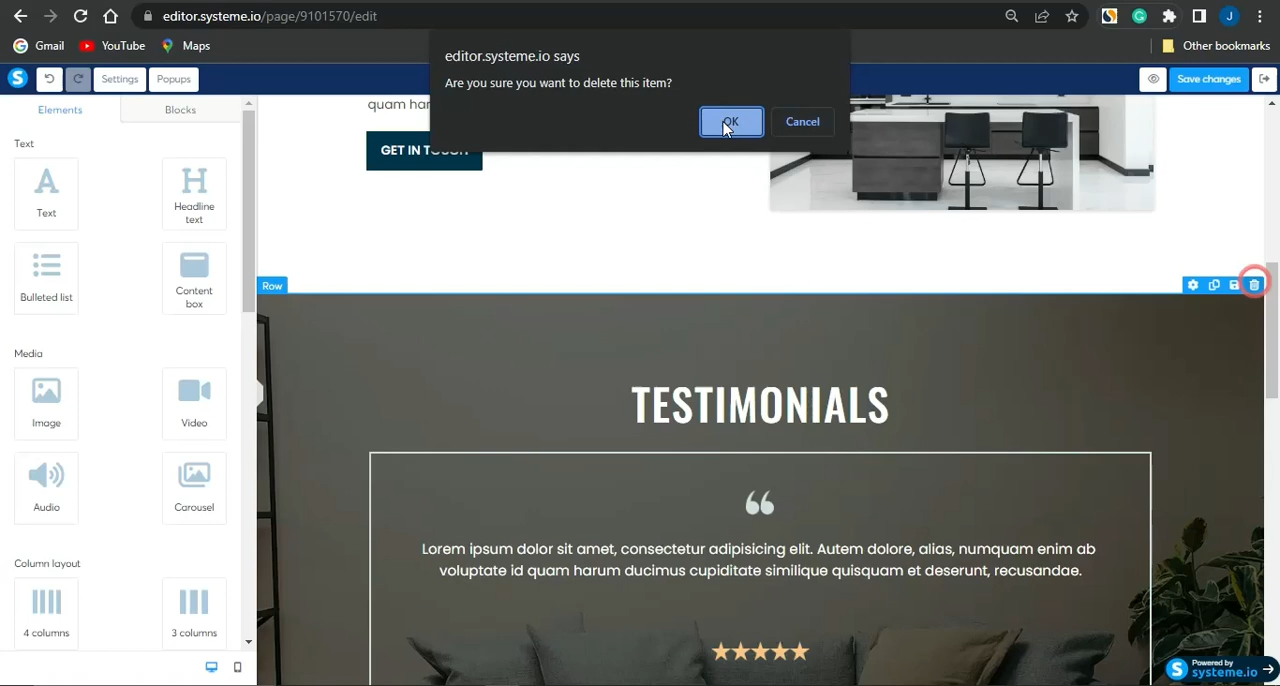 editor.systeme.io/page/9101570/edit
J
Gmail
YouTube
Maps
Other bookmarks
editor.systeme.io says
Are you sure you want to delete this item?
OK
Cancel
S
Settings
Popups
Save changes
Elements
Blocks
quam har
GET IN TOUCH
Text
A
Text
H
Headline
text
Bulleted list
Content
box
Row
Media
Image
Video
Audio
Carousel
TESTIMONIALS
Lorem ipsum dolor sit amet, consectetur adipisicing elit. Autem dolore, alias, numquam enim ab
voluptate id quam harum ducimus cupiditate similique quisquam et deserunt, recusandae.
Column layout
4 columns
3 columns
S Powered by
systeme.io